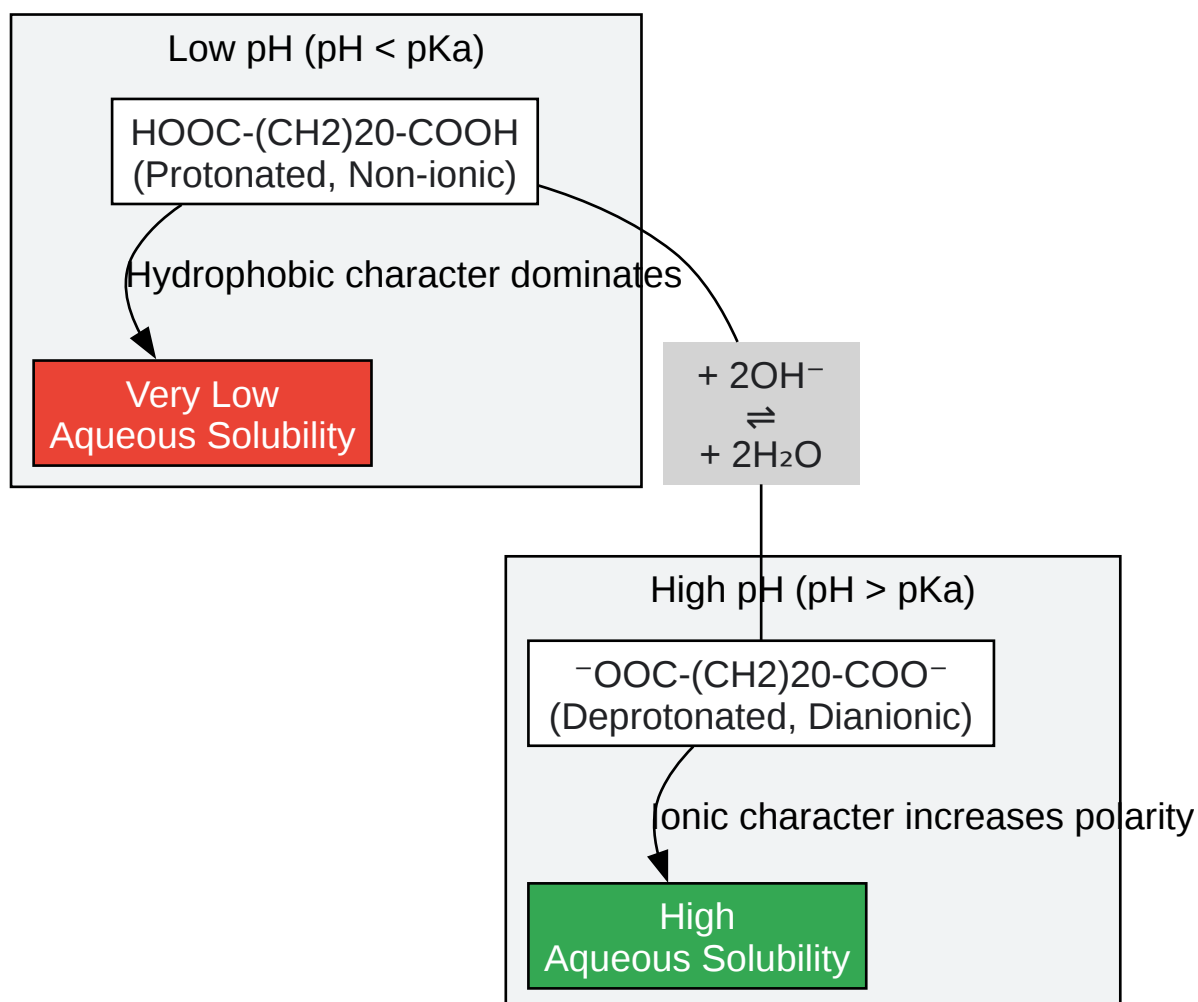 Low pH (pH < pKa)
HOOC-(CH2)20-COOH
(Protonated, Non-ionic)
Hydrophobic character dominates
Very Low
Aqueous Solubility
+ 2OH⁻
⇌
+ 2H₂O
High pH (pH > pKa)
⁻OOC-(CH2)20-COO⁻
(Deprotonated, Dianionic)
Ionic character increases polarity
High
Aqueous Solubility